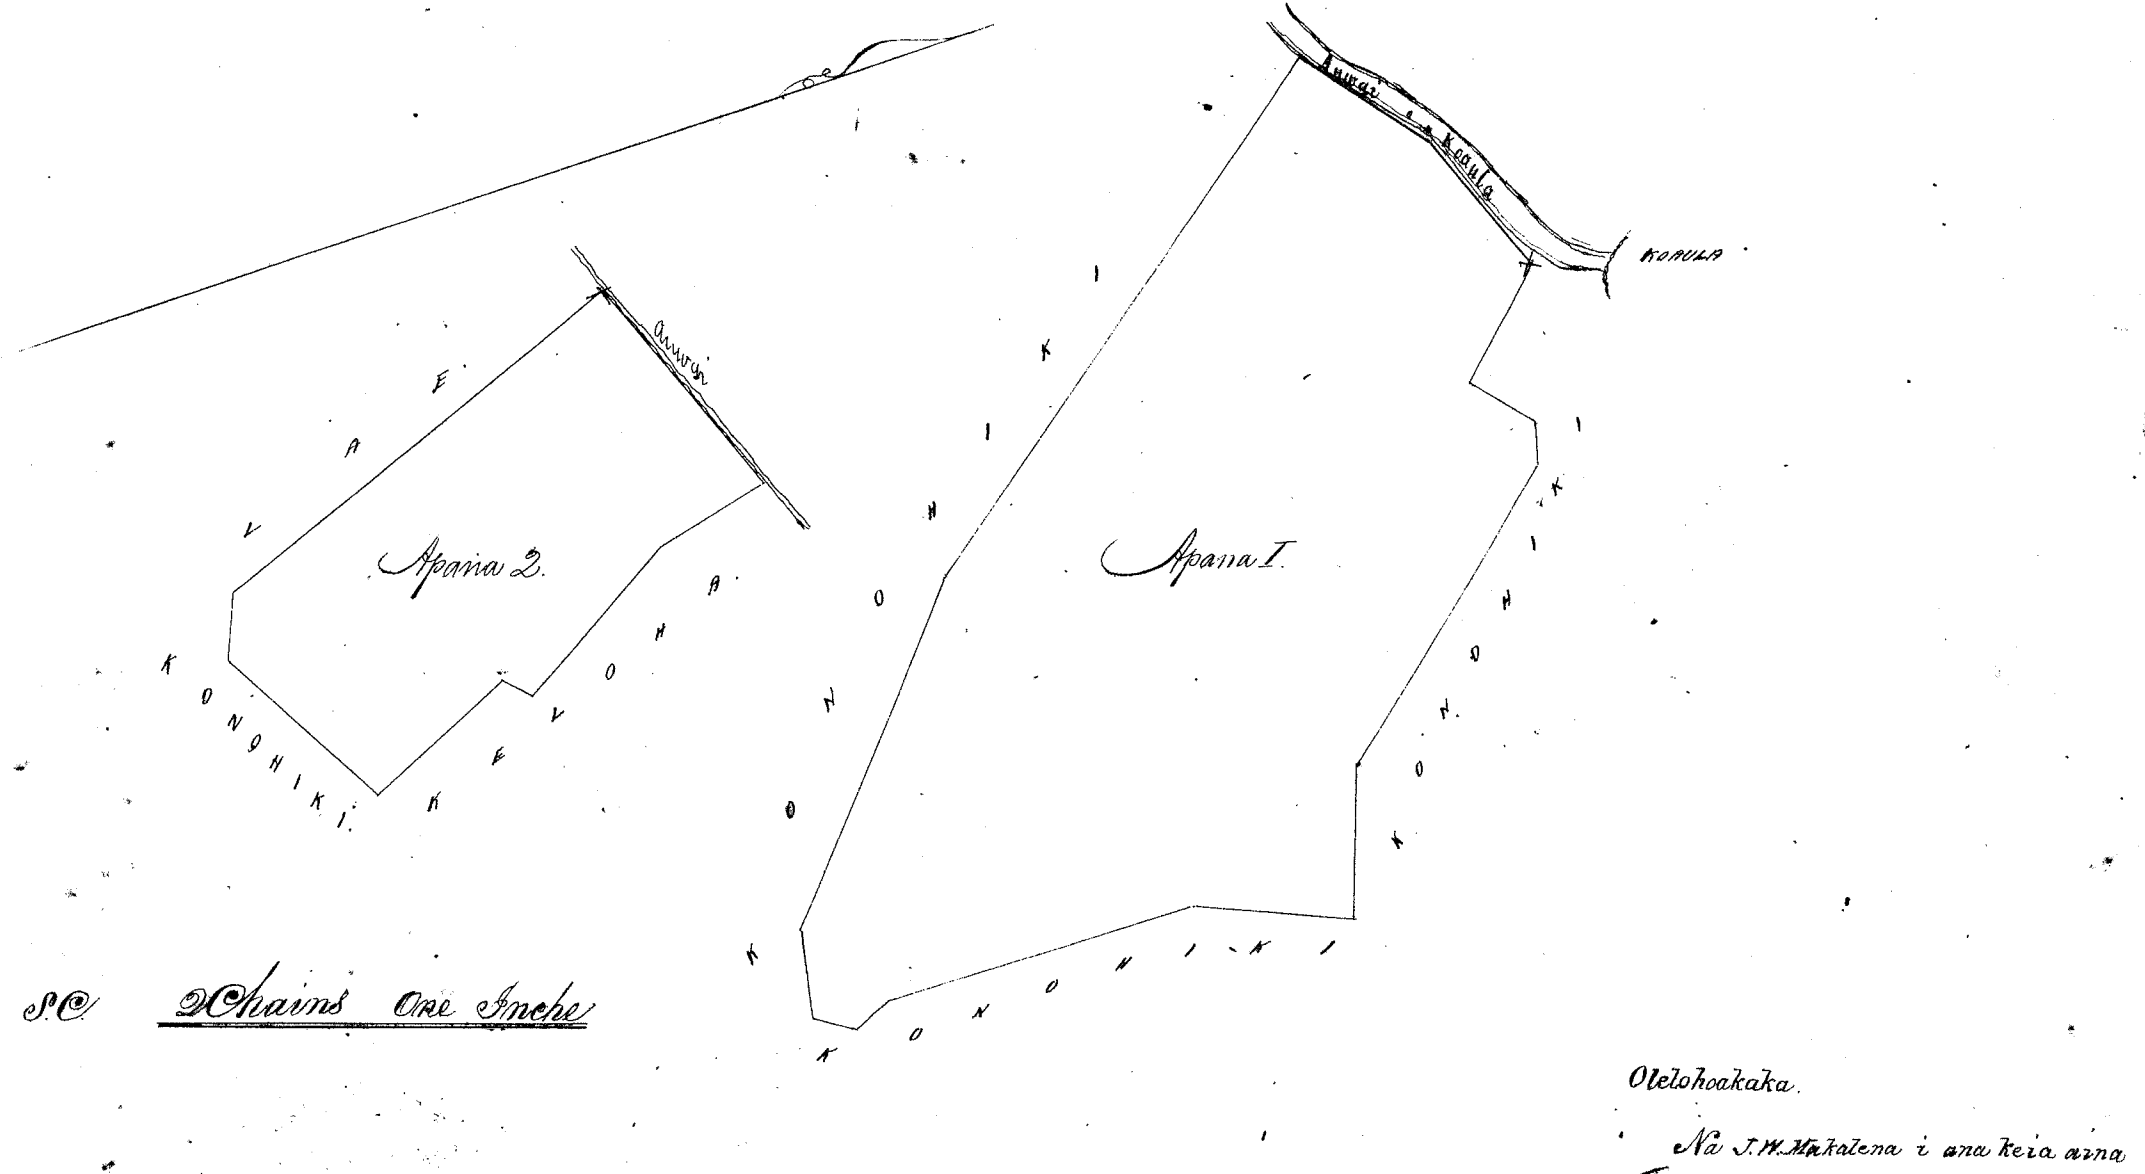 Auwai o o Koaula
KOAULA
auwai
VAE
Apana 2.
Apana I.
KONOHIKI
KONOHIKI
KONOHIKI.
KEVOHA.
KONOHIKI
S.C. 2 Chains One Inche
Olelohoakaka.
Na J.W. Makalena i ana keia aina